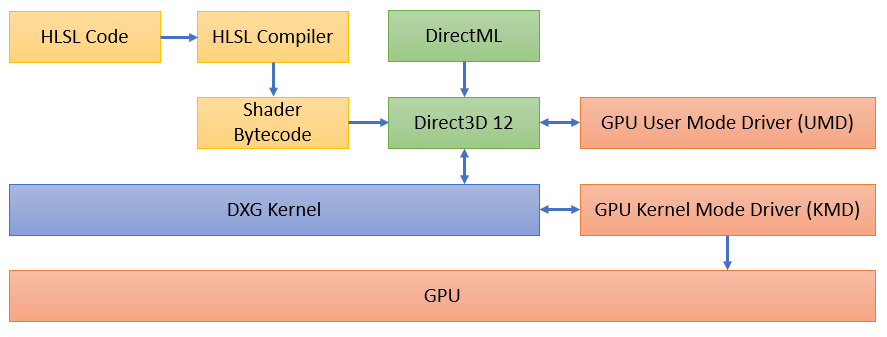 HLSL Code
HLSL Compiler
DirectML
Shader
Bytecode
Direct3D 12
GPU User Mode Driver (UMD)
DXG Kernel
GPU Kernel Mode Driver (KMD)
GPU